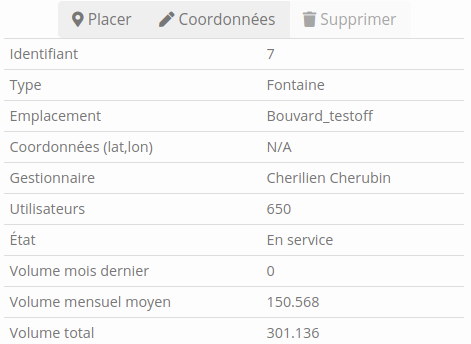 Placer Coordonnées Supprimer
Identifiant 7
Type Fontaine
Emplacement Bouvard_testoff
Coordonnées (lat,lon) N/A
Gestionnaire Cherilien Cherubin
Utilisateurs 650
État En service
Volume mois dernier 0
Volume mensuel moyen 150.568
Volume total 301.136